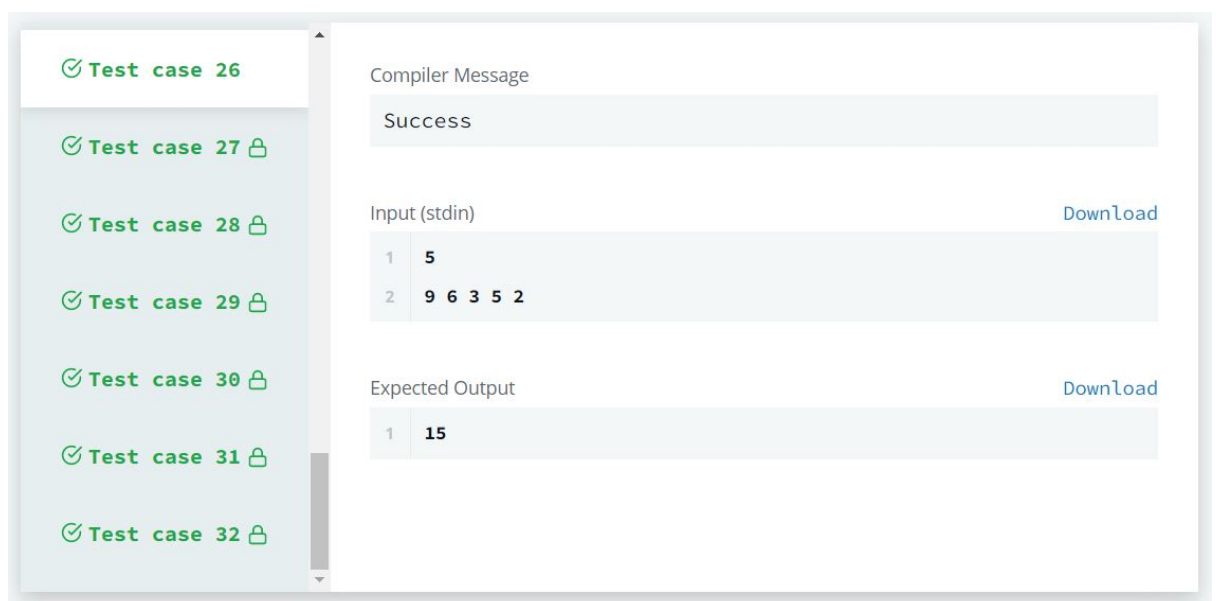 Test case 26
Test case 27
Test case 28
Test case 29
Test case 30
Test case 31
Test case 32
Compiler Message
Success
Input (stdin)
Download
1 5
2 9 6 3 5 2
Expected Output
Download
1 15